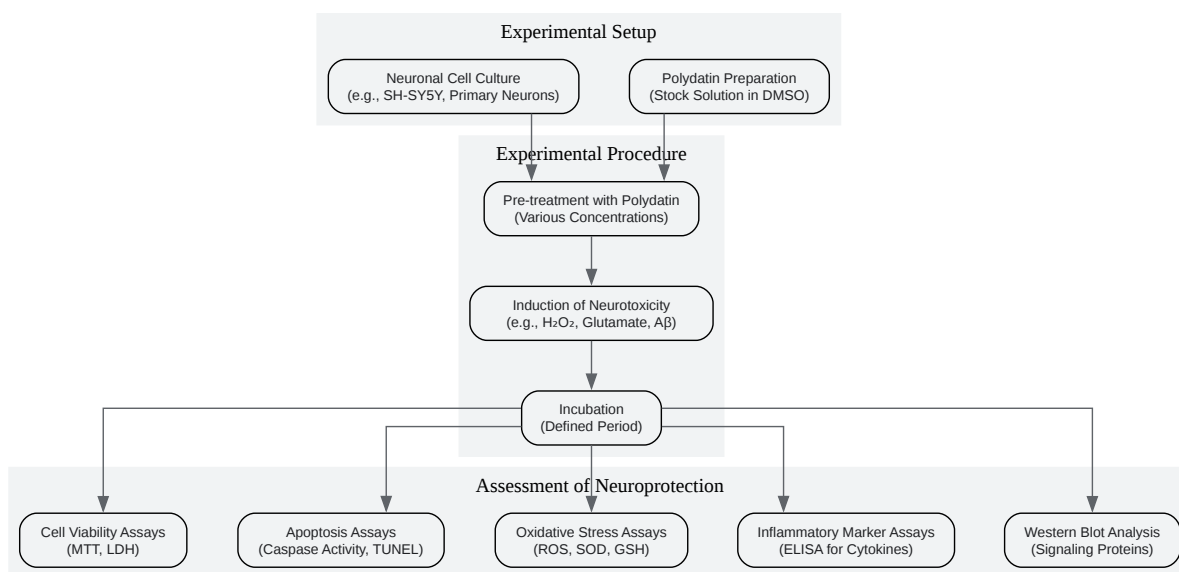 Experimental Setup
Neuronal Cell Culture
(e.g., SH-SY5Y, Primary Neurons)
Polydatin Preparation
(Stock Solution in DMSO)
Experimental Procedure
Pre-treatment with Polydatin
(Various Concentrations)
Induction of Neurotoxicity
(e.g., H₂O₂, Glutamate, Aβ)
Incubation
(Defined Period)
Assessment of Neuroprotection
Cell Viability Assays
(MTT, LDH)
Apoptosis Assays
(Caspase Activity, TUNEL)
Oxidative Stress Assays
(ROS, SOD, GSH)
Inflammatory Marker Assays
(ELISA for Cytokines)
Western Blot Analysis
(Signaling Proteins)